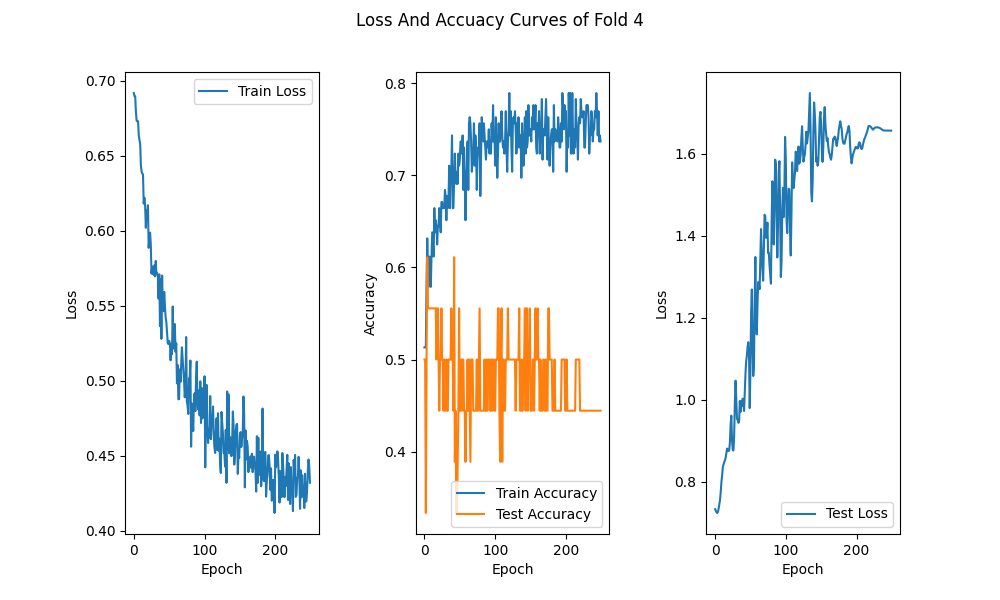 Loss And Accuacy Curves of Fold 4
0.70
0.65
0.60
0.55
0.50
0.45
0.40
Loss
0
100
200
Epoch
Train Loss
0.8
0.7
0.6
0.5
0.4
Accuracy
0
100
200
Epoch
Train Accuracy
Test Accuracy
1.6
1.4
1.2
1.0
0.8
Loss
0
100
200
Epoch
Test Loss